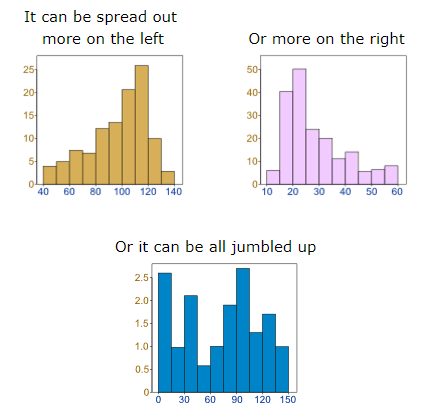 It can be spread out
more on the left
Or more on the right
25
20
15
10
5
0
40 60 80 100 120 140
50
40
30
20
10
0
10 20 30 40 50 60
Or it can be all jumbled up
2.5
2.0
1.5
1.0
0.5
0
0 30 60 90 120 150